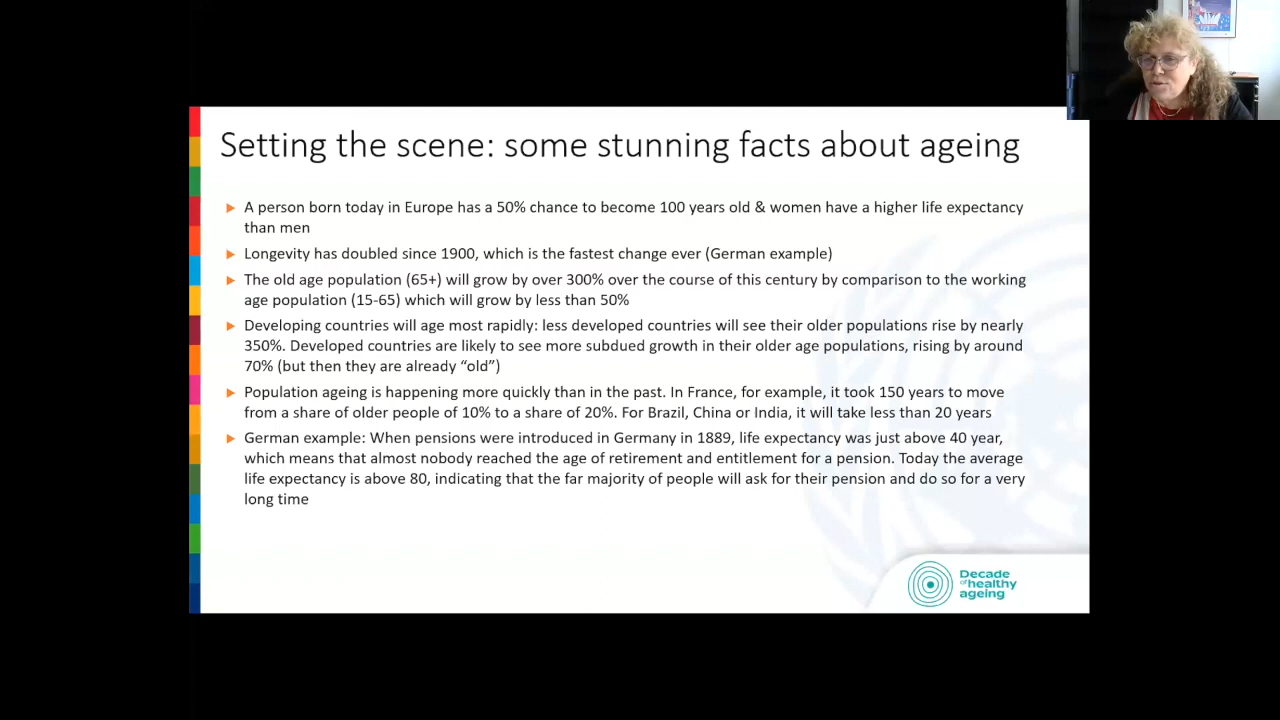 Setting the scene: some stunning facts about ageing
A person born today in Europe has a 50% chance to become 100 years old & women have a higher life expectancy
than men
Longevity has doubled since 1900, which is the fastest change ever (German example)
The old age population (65+) will grow by over 300% over the course of this century by comparison to the working
age population (15-65) which will grow by less than 50%
Developing countries will age most rapidly: less developed countries will see their older populations rise by nearly
350%. Developed countries are likely to see more subdued growth in their older age populations, rising by around
70% (but then they are already “old”)
Population ageing is happening more quickly than in the past. In France, for example, it took 150 years to move
from a share of older people of 10% to a share of 20%. For Brazil, China or India, it will take less than 20 years
German example: When pensions were introduced in Germany in 1889, life expectancy was just above 40 year,
which means that almost nobody reached the age of retirement and entitlement for a pension. Today the average
life expectancy is above 80, indicating that the far majority of people will ask for their pension and do so for a very
long time
Decade
of healthy
ageing